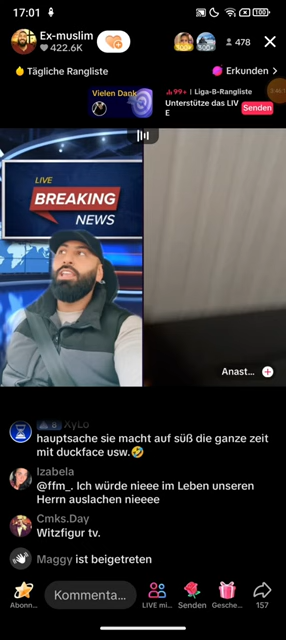 17:01
100
Ex-muslim
422.6K
478
Tägliche Rangliste
Erkunden
Vielen Dank
99+ | Liga-B-Rangliste
Unterstütze das LIV
E
Senden
LIVE
BREAKING
NEWS
Anast...
XyLo
hauptsache sie macht auf süß die ganze zeit
mit duckface usw.🤣
Izabela
@ffm_. Ich würde nieee im Leben unseren
Herrn auslachen nieeee
Cmks.Day
Witzfigur tv.
Maggy ist beigetreten
Kommenta...
Abonn...
LIVE mi...
Senden
Gesche...
157